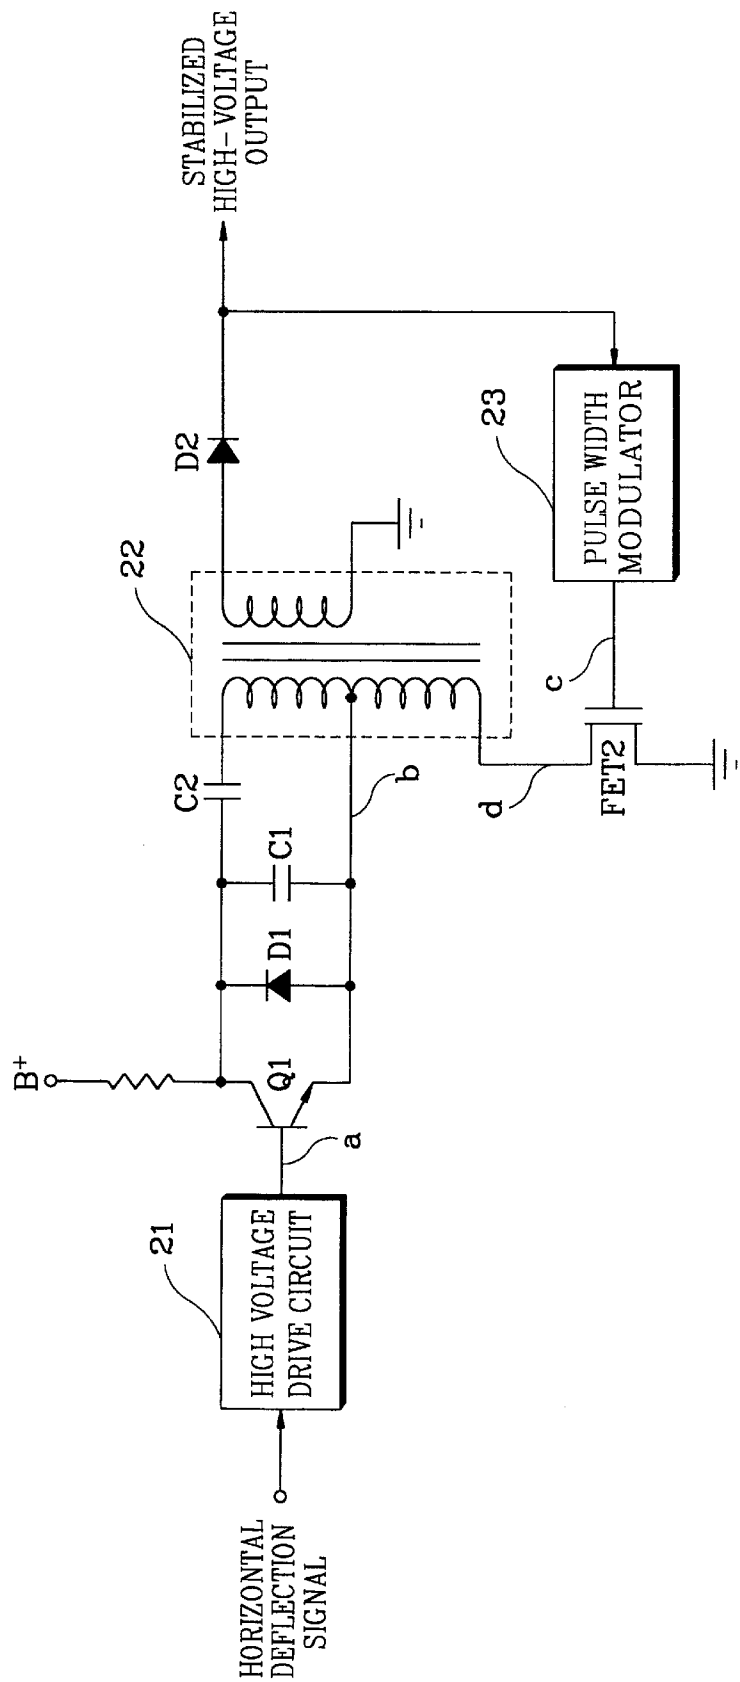 HORIZONTAL
DEFLECTION
SIGNAL
21
HIGH VOLTAGE
DRIVE CIRCUIT
a
B+
Q1
D1
C1
C2
b
22
D2
STABILIZED
HIGH-VOLTAGE
OUTPUT
d
FET2
c
23
PULSE WIDTH
MODULATOR